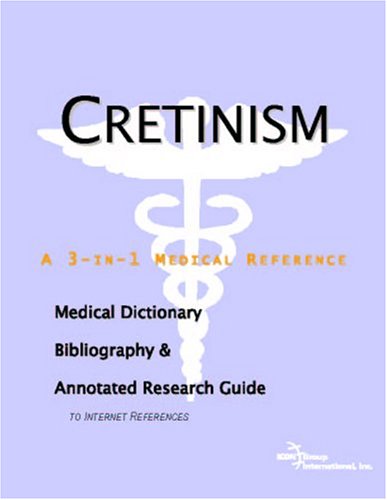 CRETINISM
A 3-IN-1 MEDICAL REFERENCE
Medical Dictionary
Bibliography &
Annotated Research Guide
TO INTERNET REFERENCES
ICON Group
International, Inc.